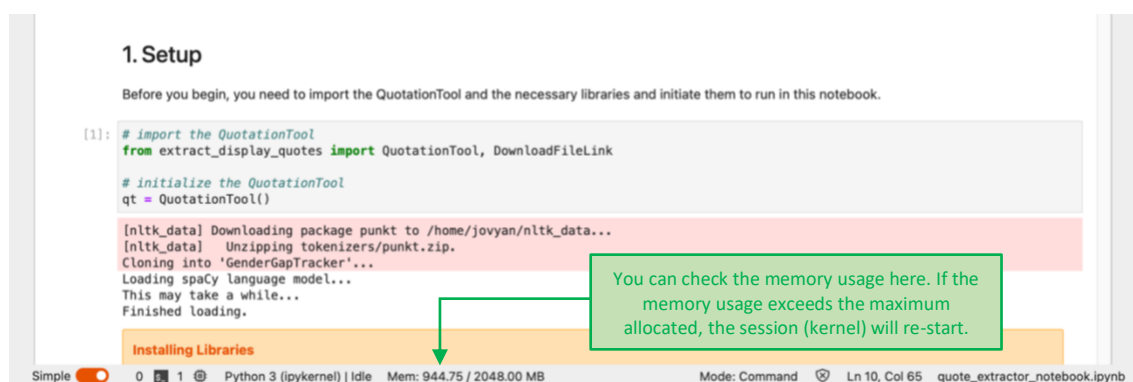 1. Setup
Before you begin, you need to import the QuotationTool and the necessary libraries and initiate them to run in this notebook.
[1]: # import the QuotationTool
from extract_display_quotes import QuotationTool, DownloadFileLink
# initialize the QuotationTool
qt = QuotationTool()
[nltk_data] Downloading package punkt to /home/jovyan/nltk_data...
[nltk_data]   Unzipping tokenizers/punkt.zip.
Cloning into 'GenderGapTracker'...
Loading spaCy language model...
This may take a while...
Finished loading.
You can check the memory usage here. If the
memory usage exceeds the maximum
allocated, the session (kernel) will re-start.
Installing Libraries
Simple 0 1 Python 3 (ipykernel) | Idle Mem: 944.75 / 2048.00 MB Mode: Command Ln 10, Col 65 quote_extractor_notebook.ipynb